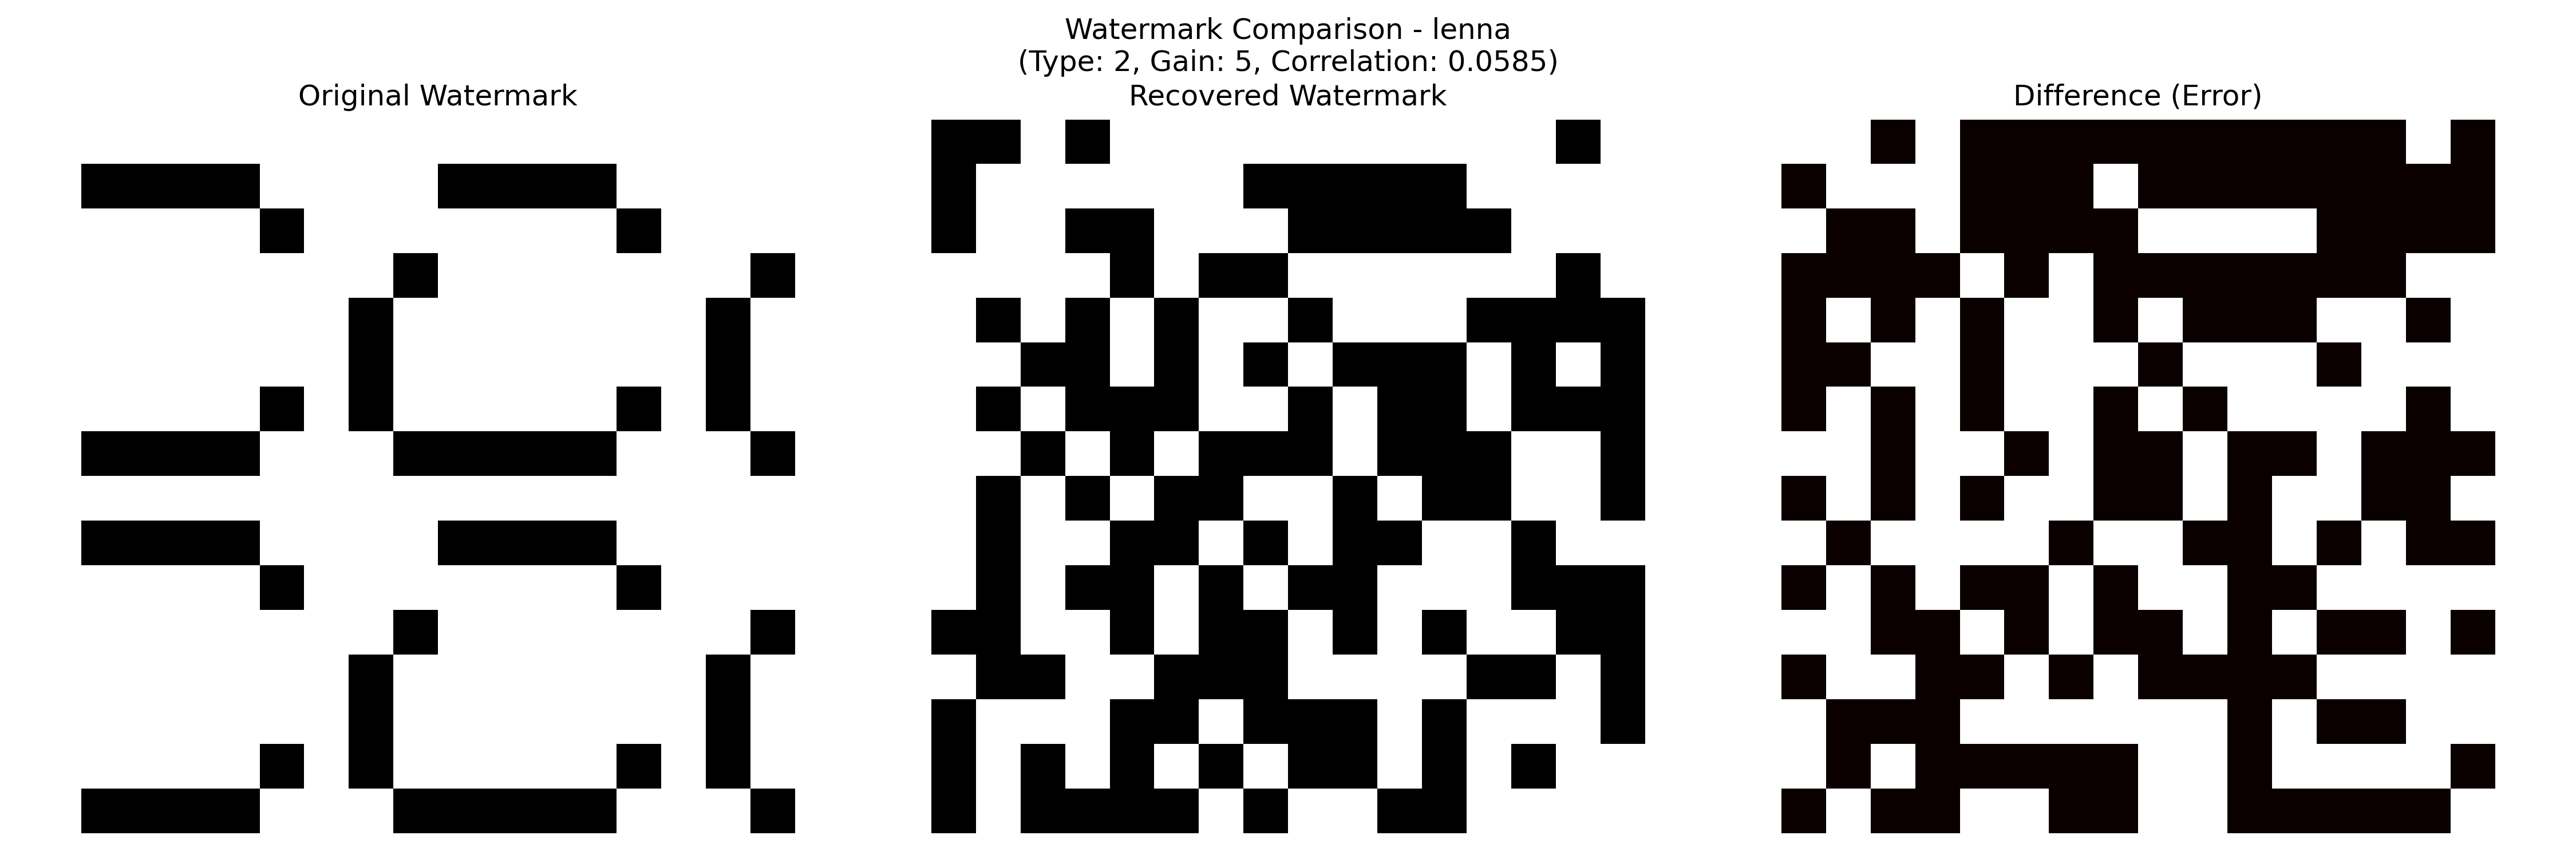 Watermark Comparison - lenna
(Type: 2, Gain: 5, Correlation: 0.0585)
Original Watermark
Recovered Watermark
Difference (Error)